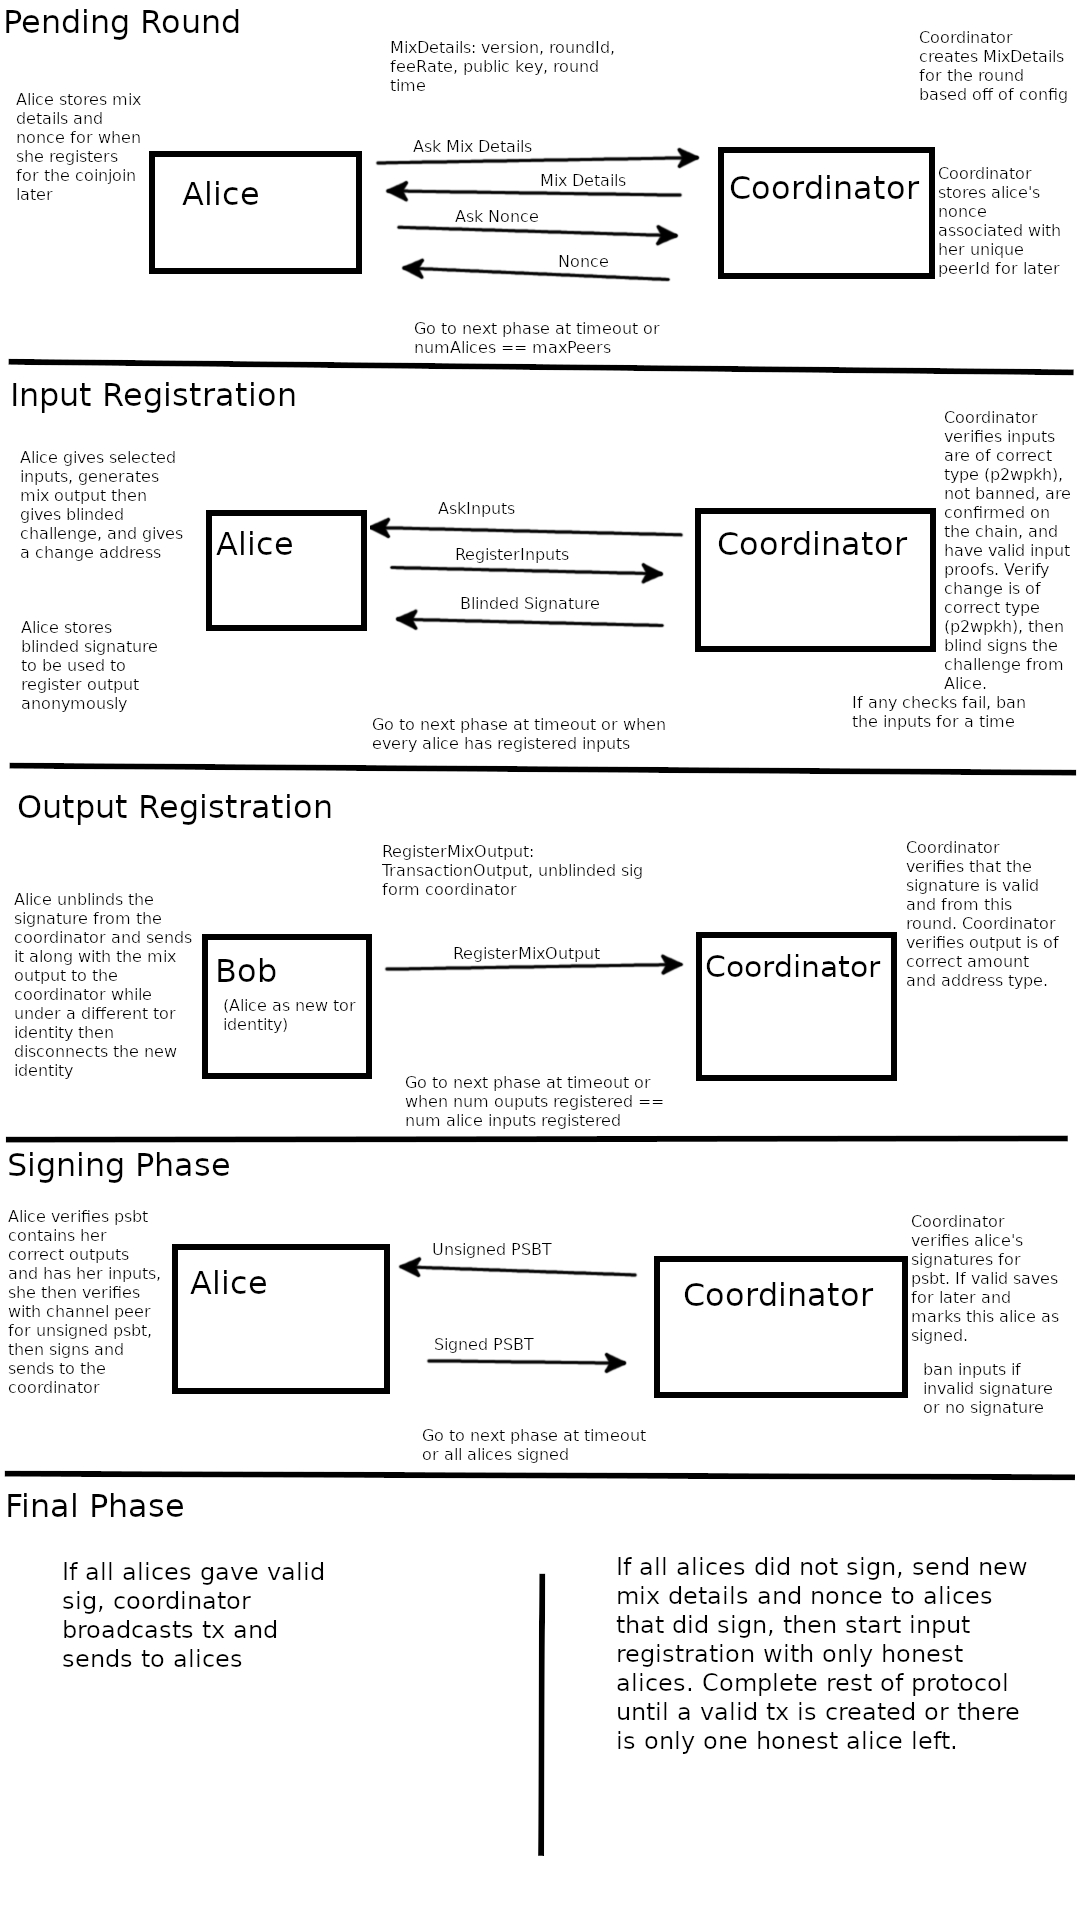 Pending Round
MixDetails: version, roundId,
feeRate, public key, round
time
Coordinator
creates MixDetails
for the round
based off of config
Alice stores mix
details and
nonce for when
she registers
for the coinjoin
later
Alice
Ask Mix Details
Mix Details
Ask Nonce
Nonce
Coordinator
Coordinator
stores alice's
nonce
associated with
her unique
peerId for later
Go to next phase at timeout or
numAlices == maxPeers
Input Registration
Alice gives selected
inputs, generates
mix output then
gives blinded
challenge, and gives
a change address
Alice stores
blinded signature
to be used to
register output
anonymously
Alice
AskInputs
RegisterInputs
Blinded Signature
Coordinator
Coordinator
verifies inputs
are of correct
type (p2wpkh),
not banned, are
confirmed on
the chain, and
have valid input
proofs. Verify
change is of
correct type
(p2wpkh), then
blind signs the
challenge from
Alice.
If any checks fail, ban
the inputs for a time
Go to next phase at timeout or when
every alice has registered inputs
Output Registration
RegisterMixOutput:
TransactionOutput, unblinded sig
form coordinator
Alice unblinds the
signature from the
coordinator and sends
it along with the mix
output to the
coordinator while
under a different tor
identity then
disconnects the new
identity
Bob
(Alice as new tor
identity)
RegisterMixOutput
Coordinator
Coordinator
verifies that the
signature is valid
and from this
round. Coordinator
verifies output is of
correct amount
and address type.
Go to next phase at timeout or
when num ouputs registered ==
num alice inputs registered
Signing Phase
Alice verifies psbt
contains her
correct outputs
and has her inputs,
she then verifies
with channel peer
for unsigned psbt,
then signs and
sends to the
coordinator
Alice
Unsigned PSBT
Signed PSBT
Coordinator
Coordinator
verifies alice's
signatures for
psbt. If valid saves
for later and
marks this alice as
signed.
ban inputs if
invalid signature
or no signature
Go to next phase at timeout
or all alices signed
Final Phase
If all alices gave valid
sig, coordinator
broadcasts tx and
sends to alices
If all alices did not sign, send new
mix details and nonce to alices
that did sign, then start input
registration with only honest
alices. Complete rest of protocol
until a valid tx is created or there
is only one honest alice left.